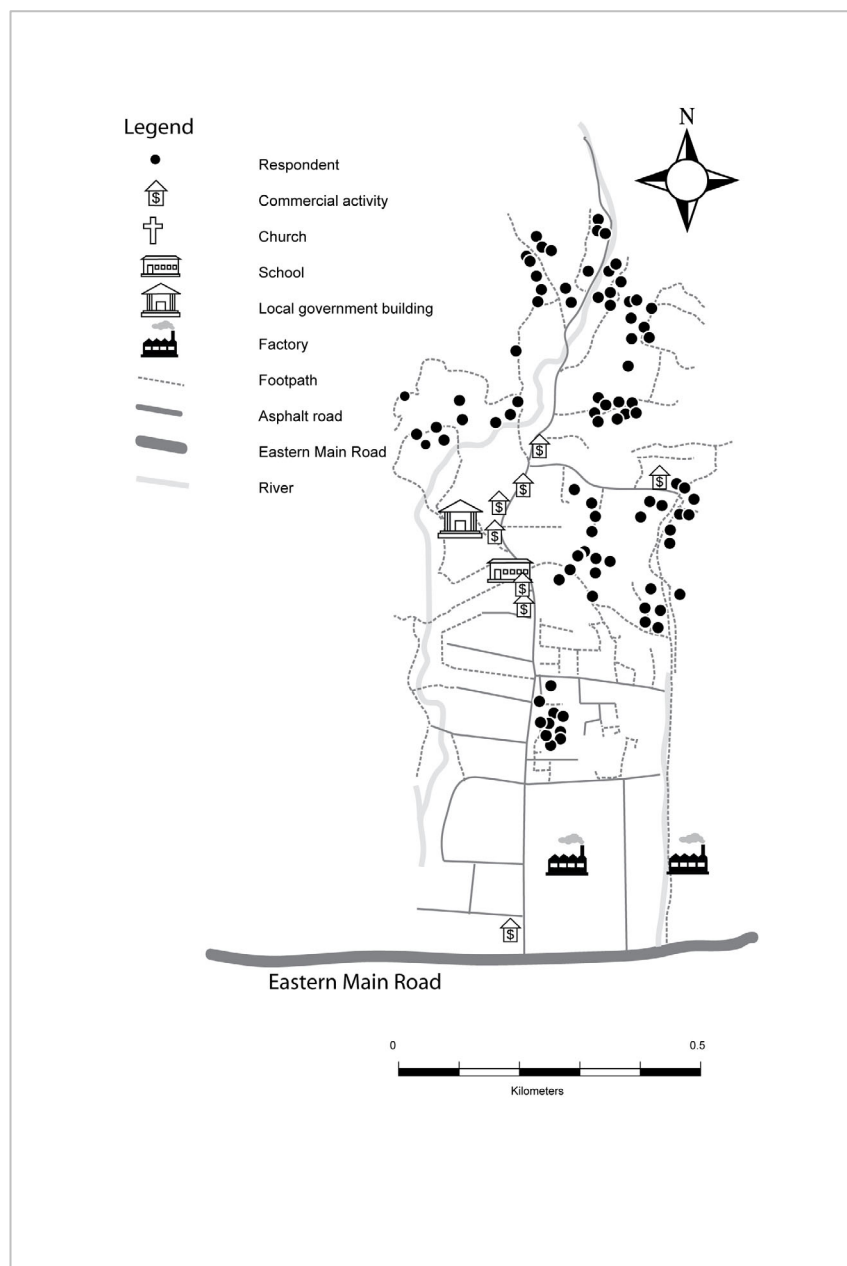 Legend
Respondent
Commercial activity
Church
School
Local government building
Factory
Footpath
Asphalt road
Eastern Main Road
River
N
$
$
$
$
$
$
$
$
$
Eastern Main Road
0 0.5
Kilometers